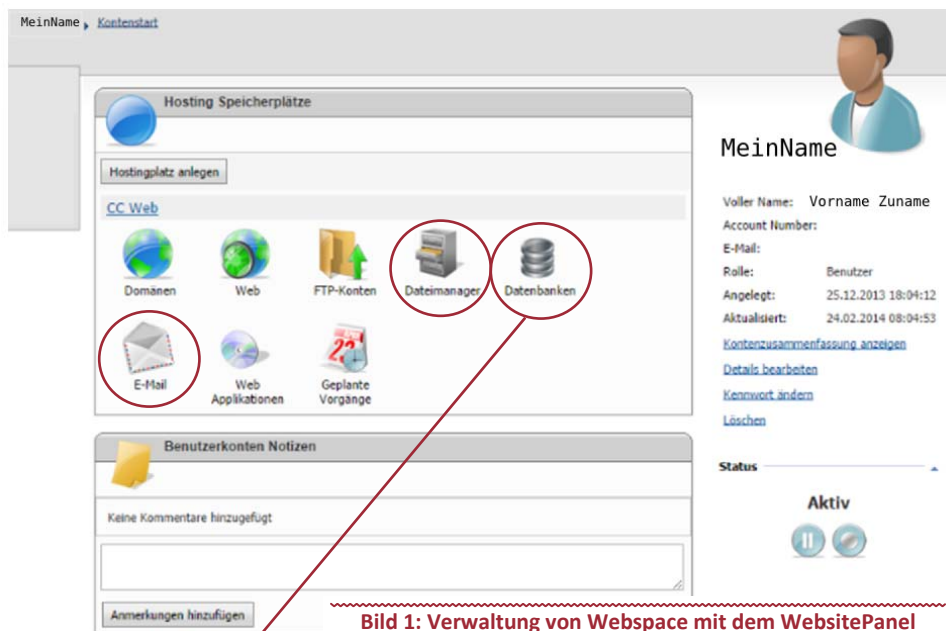 MeinName Kontenstart
Hosting Speicherplätze
Hostingplatz anlegen
CC Web
Domänen
Web
FTP-Konten
Dateimanager
Datenbanken
E-Mail
Web
Applikationen
Geplante
Vorgänge
Benutzerkonten Notizen
Keine Kommentare hinzugefügt
Anmerkungen hinzufügen
MeinName
Voller Name: Vorname Zuname
Account Number:
E-Mail:
Rolle: Benutzer
Angelegt: 25.12.2013 18:04:12
Aktualisiert: 24.02.2014 08:04:53
Kontenzusammenfassung anzeigen
Details bearbeiten
Kennwort ändern
Löschen
Status
Aktiv
Bild 1: Verwaltung von Webspace mit dem WebsitePanel